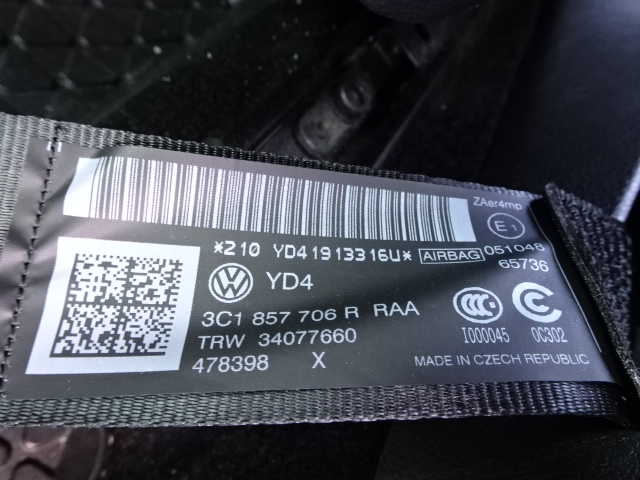 ZAer4mp
E1
*210 YD41913316U* AIRBAG 051048
65736
YD4
3C1 857 706 R RAA
TRW 34077660
478398 X
CCC
I000045
0C302
MADE IN CZECH REPUBLIC